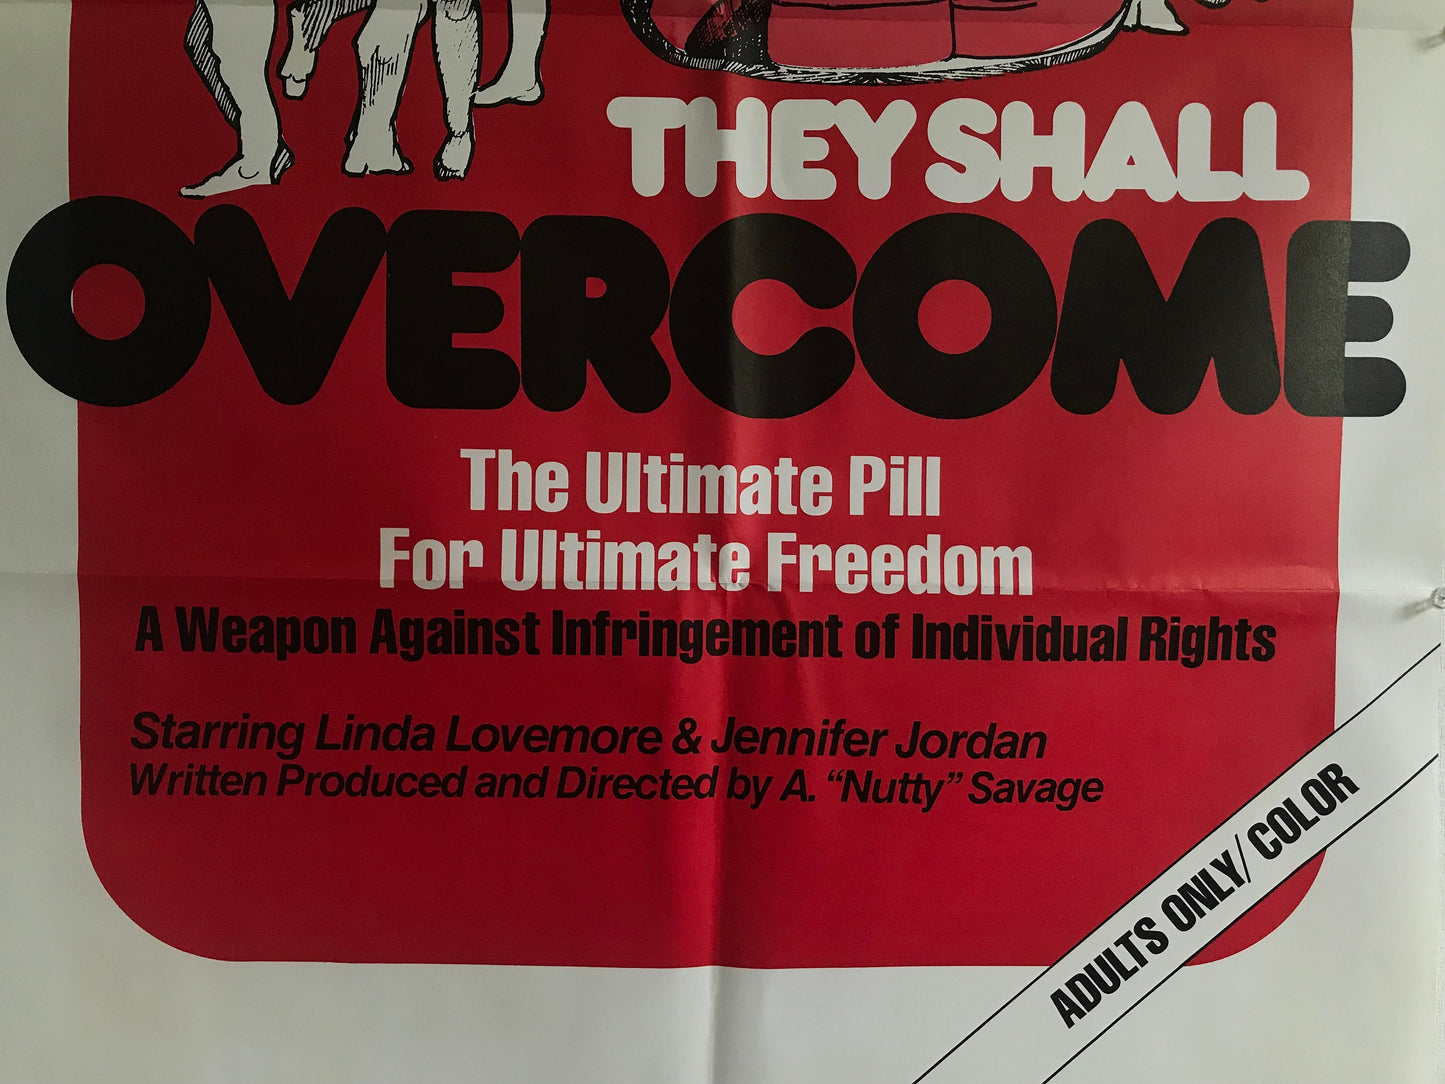 THEY SHALL
OVERCOME
The Ultimate Pill
For Ultimate Freedom
A Weapon Against Infringement of Individual Rights
Starring Linda Lovemore & Jennifer Jordan
Written Produced and Directed by A. “Nutty” Savage
ADULTS ONLY/COLOR